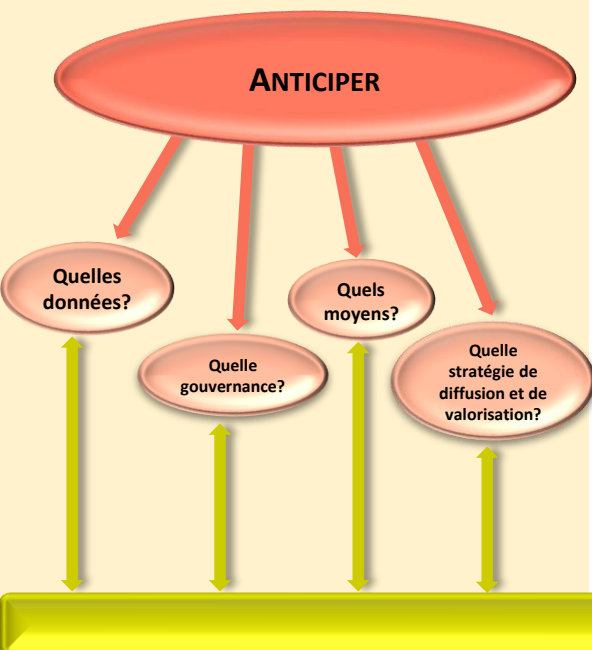 ANTICIPER
Quelles
données?
Quelle
gouvernance?
Quels
moyens?
Quelle
stratégie de
diffusion et de
valorisation?